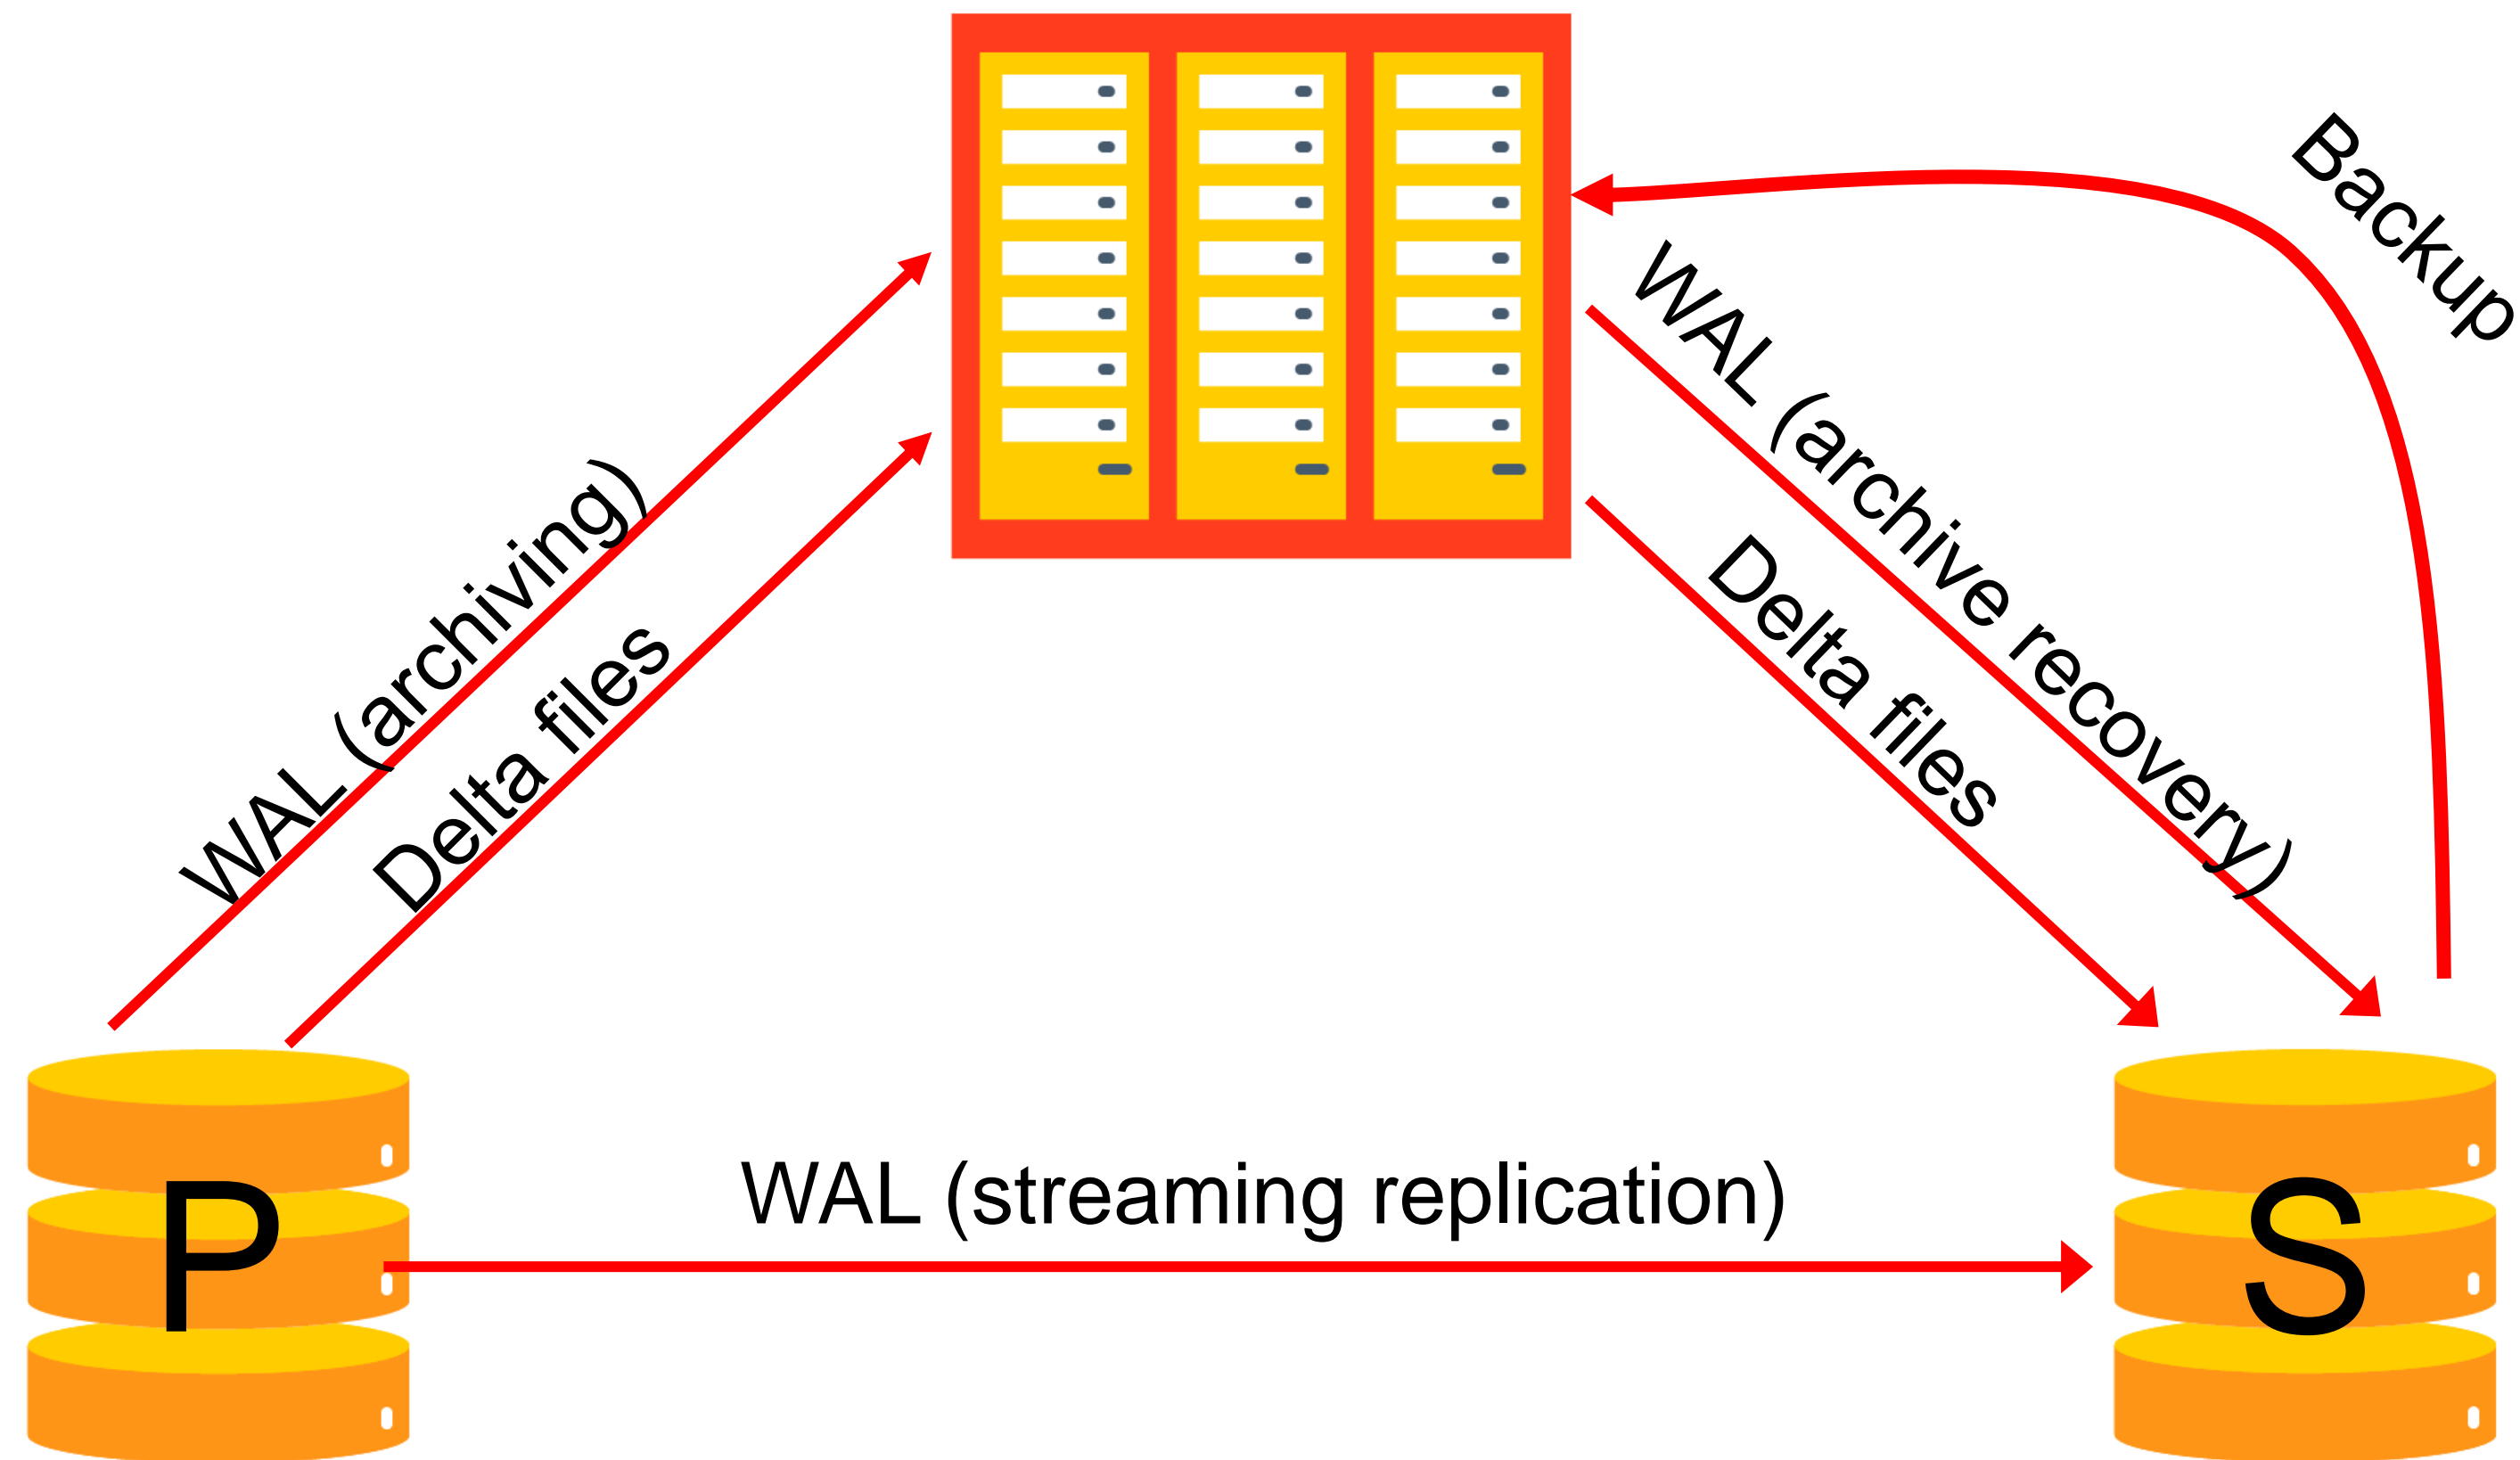 Backup
WAL (archiving)
Delta files
WAL (archive recovery)
Delta files
WAL (streaming replication)
P
S